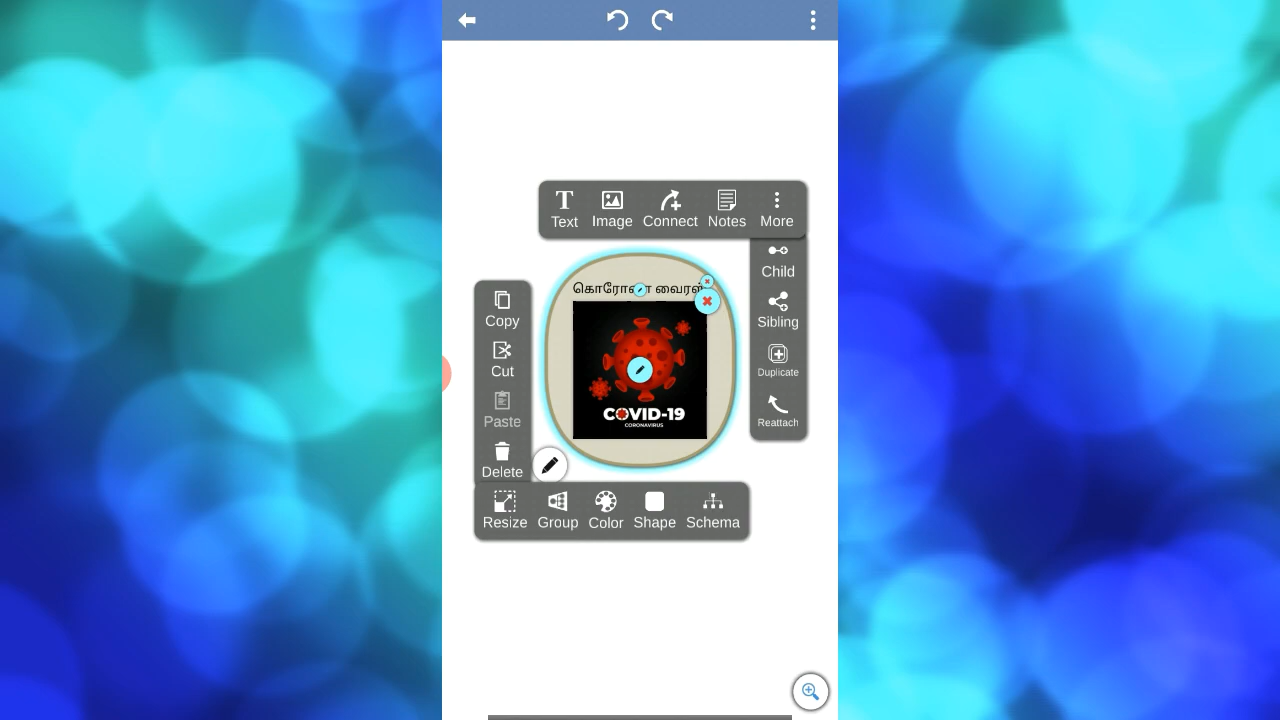 Text Image Connect Notes More
Child
Sibling
Duplicate
Reattach
Copy
Cut
Paste
Delete
கொரோனா வைரஸ்
COVID-19
CORONAVIRUS
Resize Group Color Shape Schema